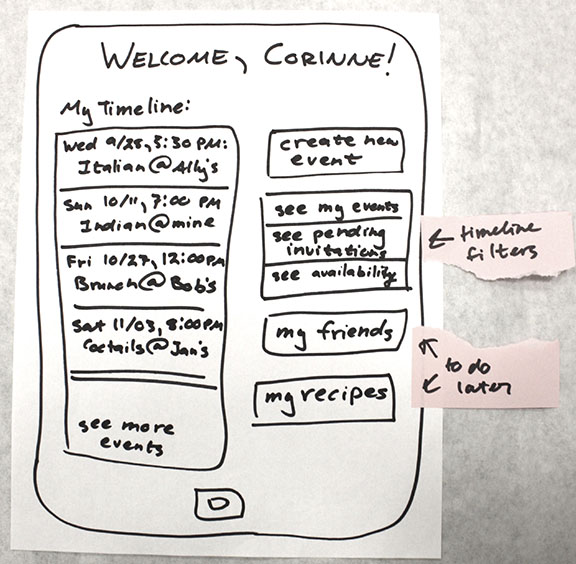 WELCOME, CORINNE!
My Timeline:
Wed 9/25, 5:30 PM:
Italian @ Ally's
Sun 10/11, 7:00 PM
Indian @ mine
Fri 10/27, 12:00PM
Brunch @ Bob's
Sat 11/03, 8:00PM
Coctails @ Jan's
see more
events
create new
event
see my events
see pending
invitations
see availability
my friends
my recipes
← timeline
filters
to do
later